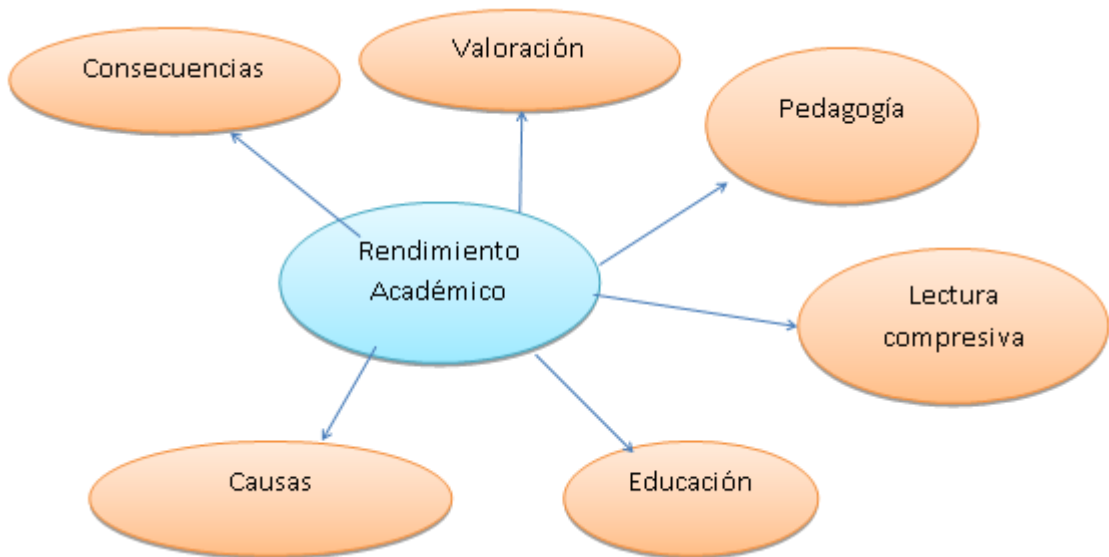 Consecuencias
Valoración
Pedagogía
Rendimiento
Académico
Lectura
compresiva
Causas
Educación